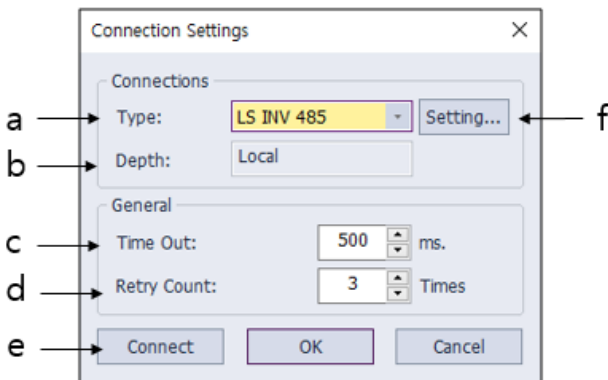 Connection Settings
Connections
a Type: LS INV 485 Setting... f
b Depth: Local
General
c Time Out: 500 ms.
d Retry Count: 3 Times
e Connect OK Cancel